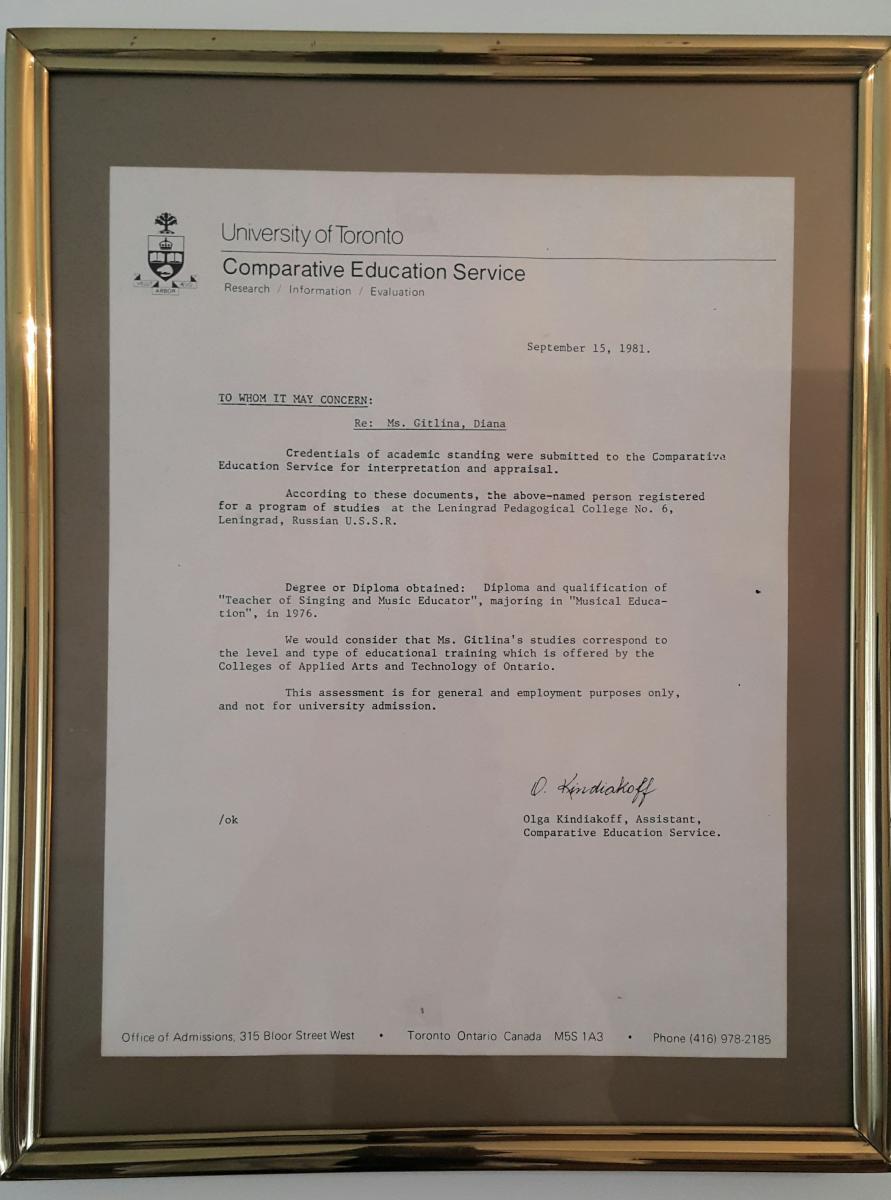 University of Toronto
Comparative Education Service
Research / Information / Evaluation
VELUT
ARBOR
ÆVO
September 15, 1981.
TO WHOM IT MAY CONCERN:
Re: Ms. Gitlina, Diana
Credentials of academic standing were submitted to the Comparative
Education Service for interpretation and appraisal.
According to these documents, the above-named person registered
for a program of studies at the Leningrad Pedagogical College No. 6,
Leningrad, Russian U.S.S.R.
Degree or Diploma obtained: Diploma and qualification of
"Teacher of Singing and Music Educator", majoring in "Musical Educa-
tion", in 1976.
We would consider that Ms. Gitlina's studies correspond to
the level and type of educational training which is offered by the
Colleges of Applied Arts and Technology of Ontario.
This assessment is for general and employment purposes only,
and not for university admission.
O. Kindiakoff
/ok
Olga Kindiakoff, Assistant,
Comparative Education Service.
Office of Admissions, 315 Bloor Street West • Toronto Ontario Canada M5S 1A3 • Phone (416) 978-2185